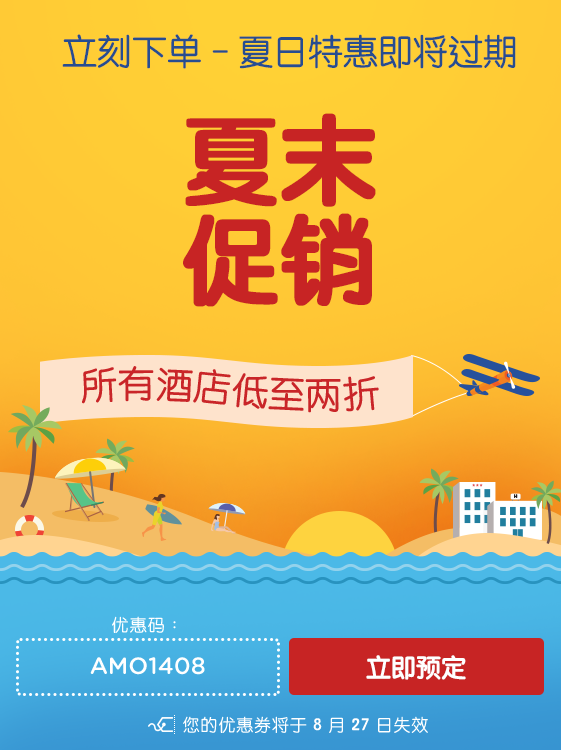 立刻下单 - 夏日特惠即将过期
夏末
促销
所有酒店低至两折
H
优惠码：
AMO1408
立即预定
您的优惠券将于 8 月 27 日失效